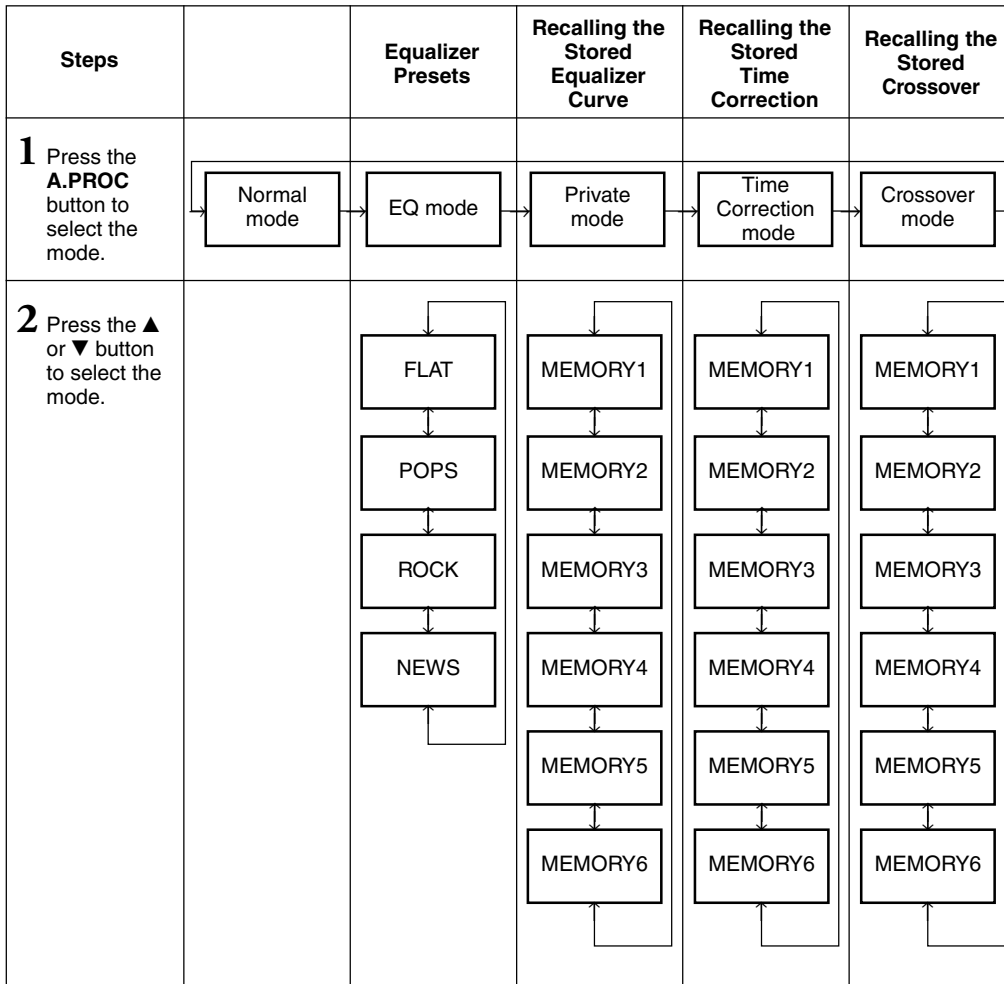 Steps
Equalizer
Presets
Recalling the
Stored
Equalizer
Curve
Recalling the
Stored
Time
Correction
Recalling the
Stored
Crossover
1 Press the
A.PROC
button to
select the
mode.
Normal
mode
EQ mode
Private
mode
Time
Correction
mode
Crossover
mode
2 Press the ▲
or ▼ button
to select the
mode.
FLAT
POPS
ROCK
NEWS
MEMORY1
MEMORY2
MEMORY3
MEMORY4
MEMORY5
MEMORY6
MEMORY1
MEMORY2
MEMORY3
MEMORY4
MEMORY5
MEMORY6
MEMORY1
MEMORY2
MEMORY3
MEMORY4
MEMORY5
MEMORY6